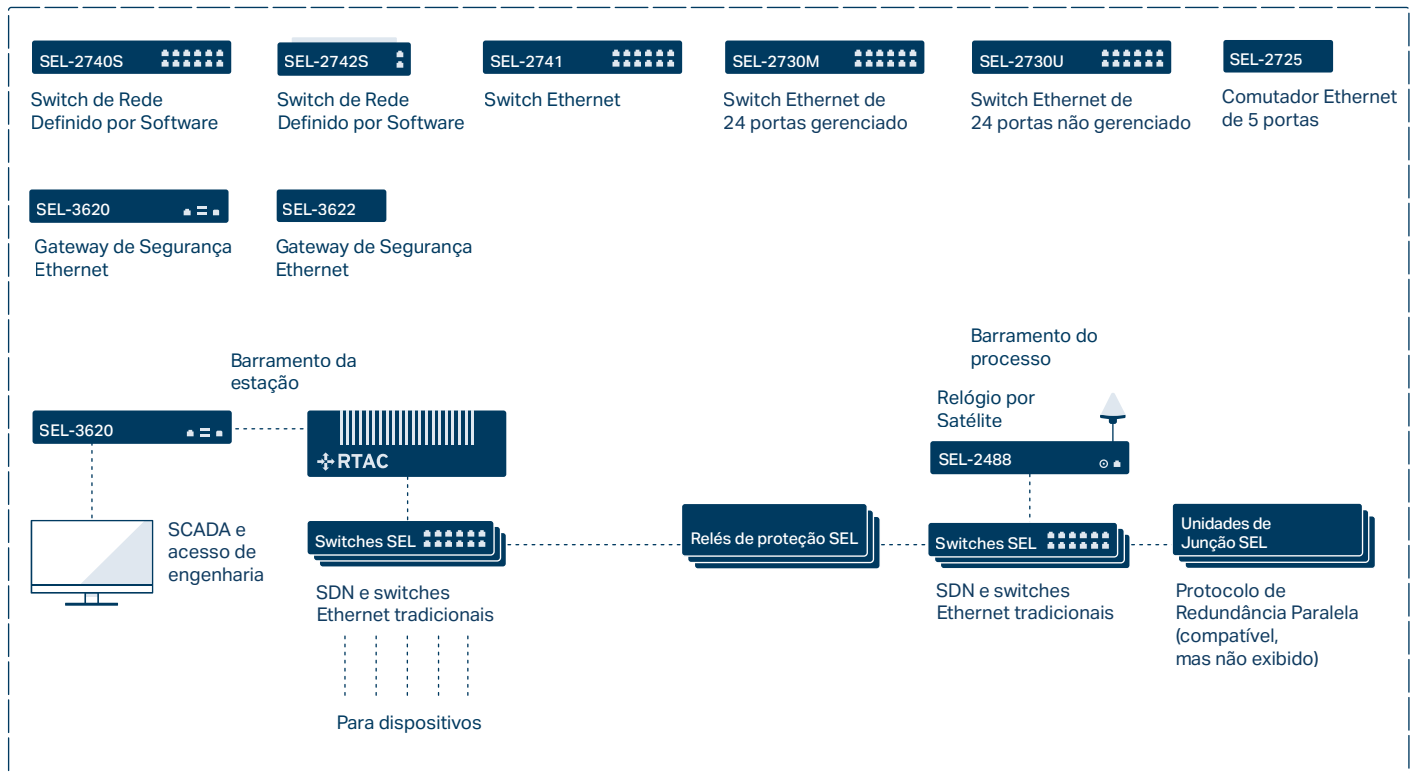 SEL-2740S
Switch de Rede
Definido por Software
SEL-2742S
Switch de Rede
Definido por Software
SEL-2741
Switch Ethernet
SEL-2730M
Switch Ethernet de
24 portas gerenciado
SEL-2730U
Switch Ethernet de
24 portas não gerenciado
SEL-2725
Comutador Ethernet
de 5 portas
SEL-3620
Gateway de Segurança
Ethernet
SEL-3622
Gateway de Segurança
Ethernet
Barramento da
estação
Barramento do
processo
SEL-3620
RTAC
Relógio por
Satélite
SEL-2488
SCADA e
acesso de
engenharia
Switches SEL
SDN e switches
Ethernet tradicionais
Para dispositivos
Relés de proteção SEL
Switches SEL
SDN e switches
Ethernet tradicionais
Unidades de
Junção SEL
Protocolo de
Redundância Paralela
(compatível,
mas não exibido)